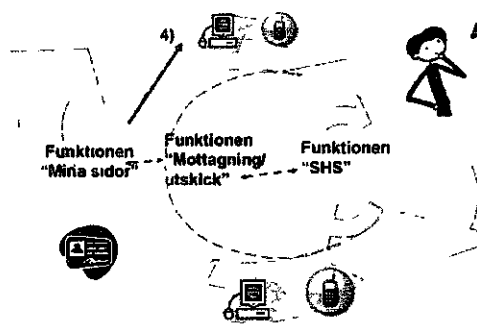 4)
Funktionen
"Mina sidor"
Funktionen
"Mottagning/
utskick"
Funktionen
"SHS"